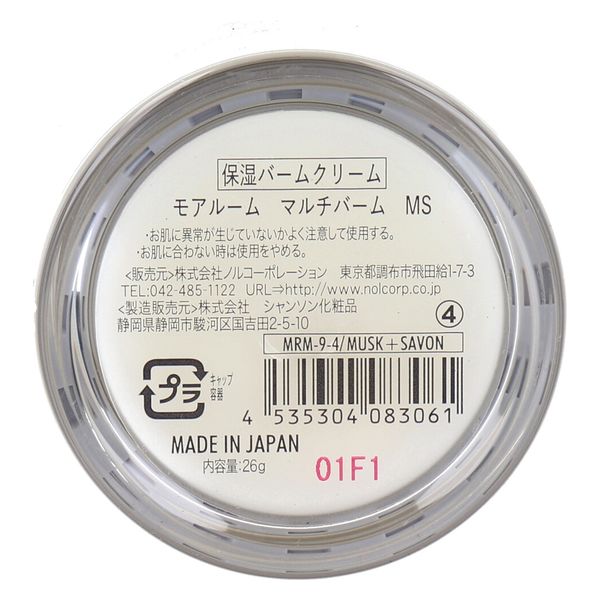 保湿バームクリーム
モアルーム マルチバーム MS
・お肌に異常が生じていないかよく注意して使用する。
・お肌に合わない時は使用をやめる。
<販売元>株式会社ノルコーポレーション 東京都調布市飛田給1-7-3
TEL:042-485-1122 URL⇒http://www.nolcorp.co.jp
<製造販売元>株式会社 シャンソン化粧品
静岡県静岡市駿河区国吉田2-5-10
④
MRM-9-4/MUSK+SAVON
プラ
キャップ
容器
4 535304 083061
MADE IN JAPAN
内容量:26g
01F1